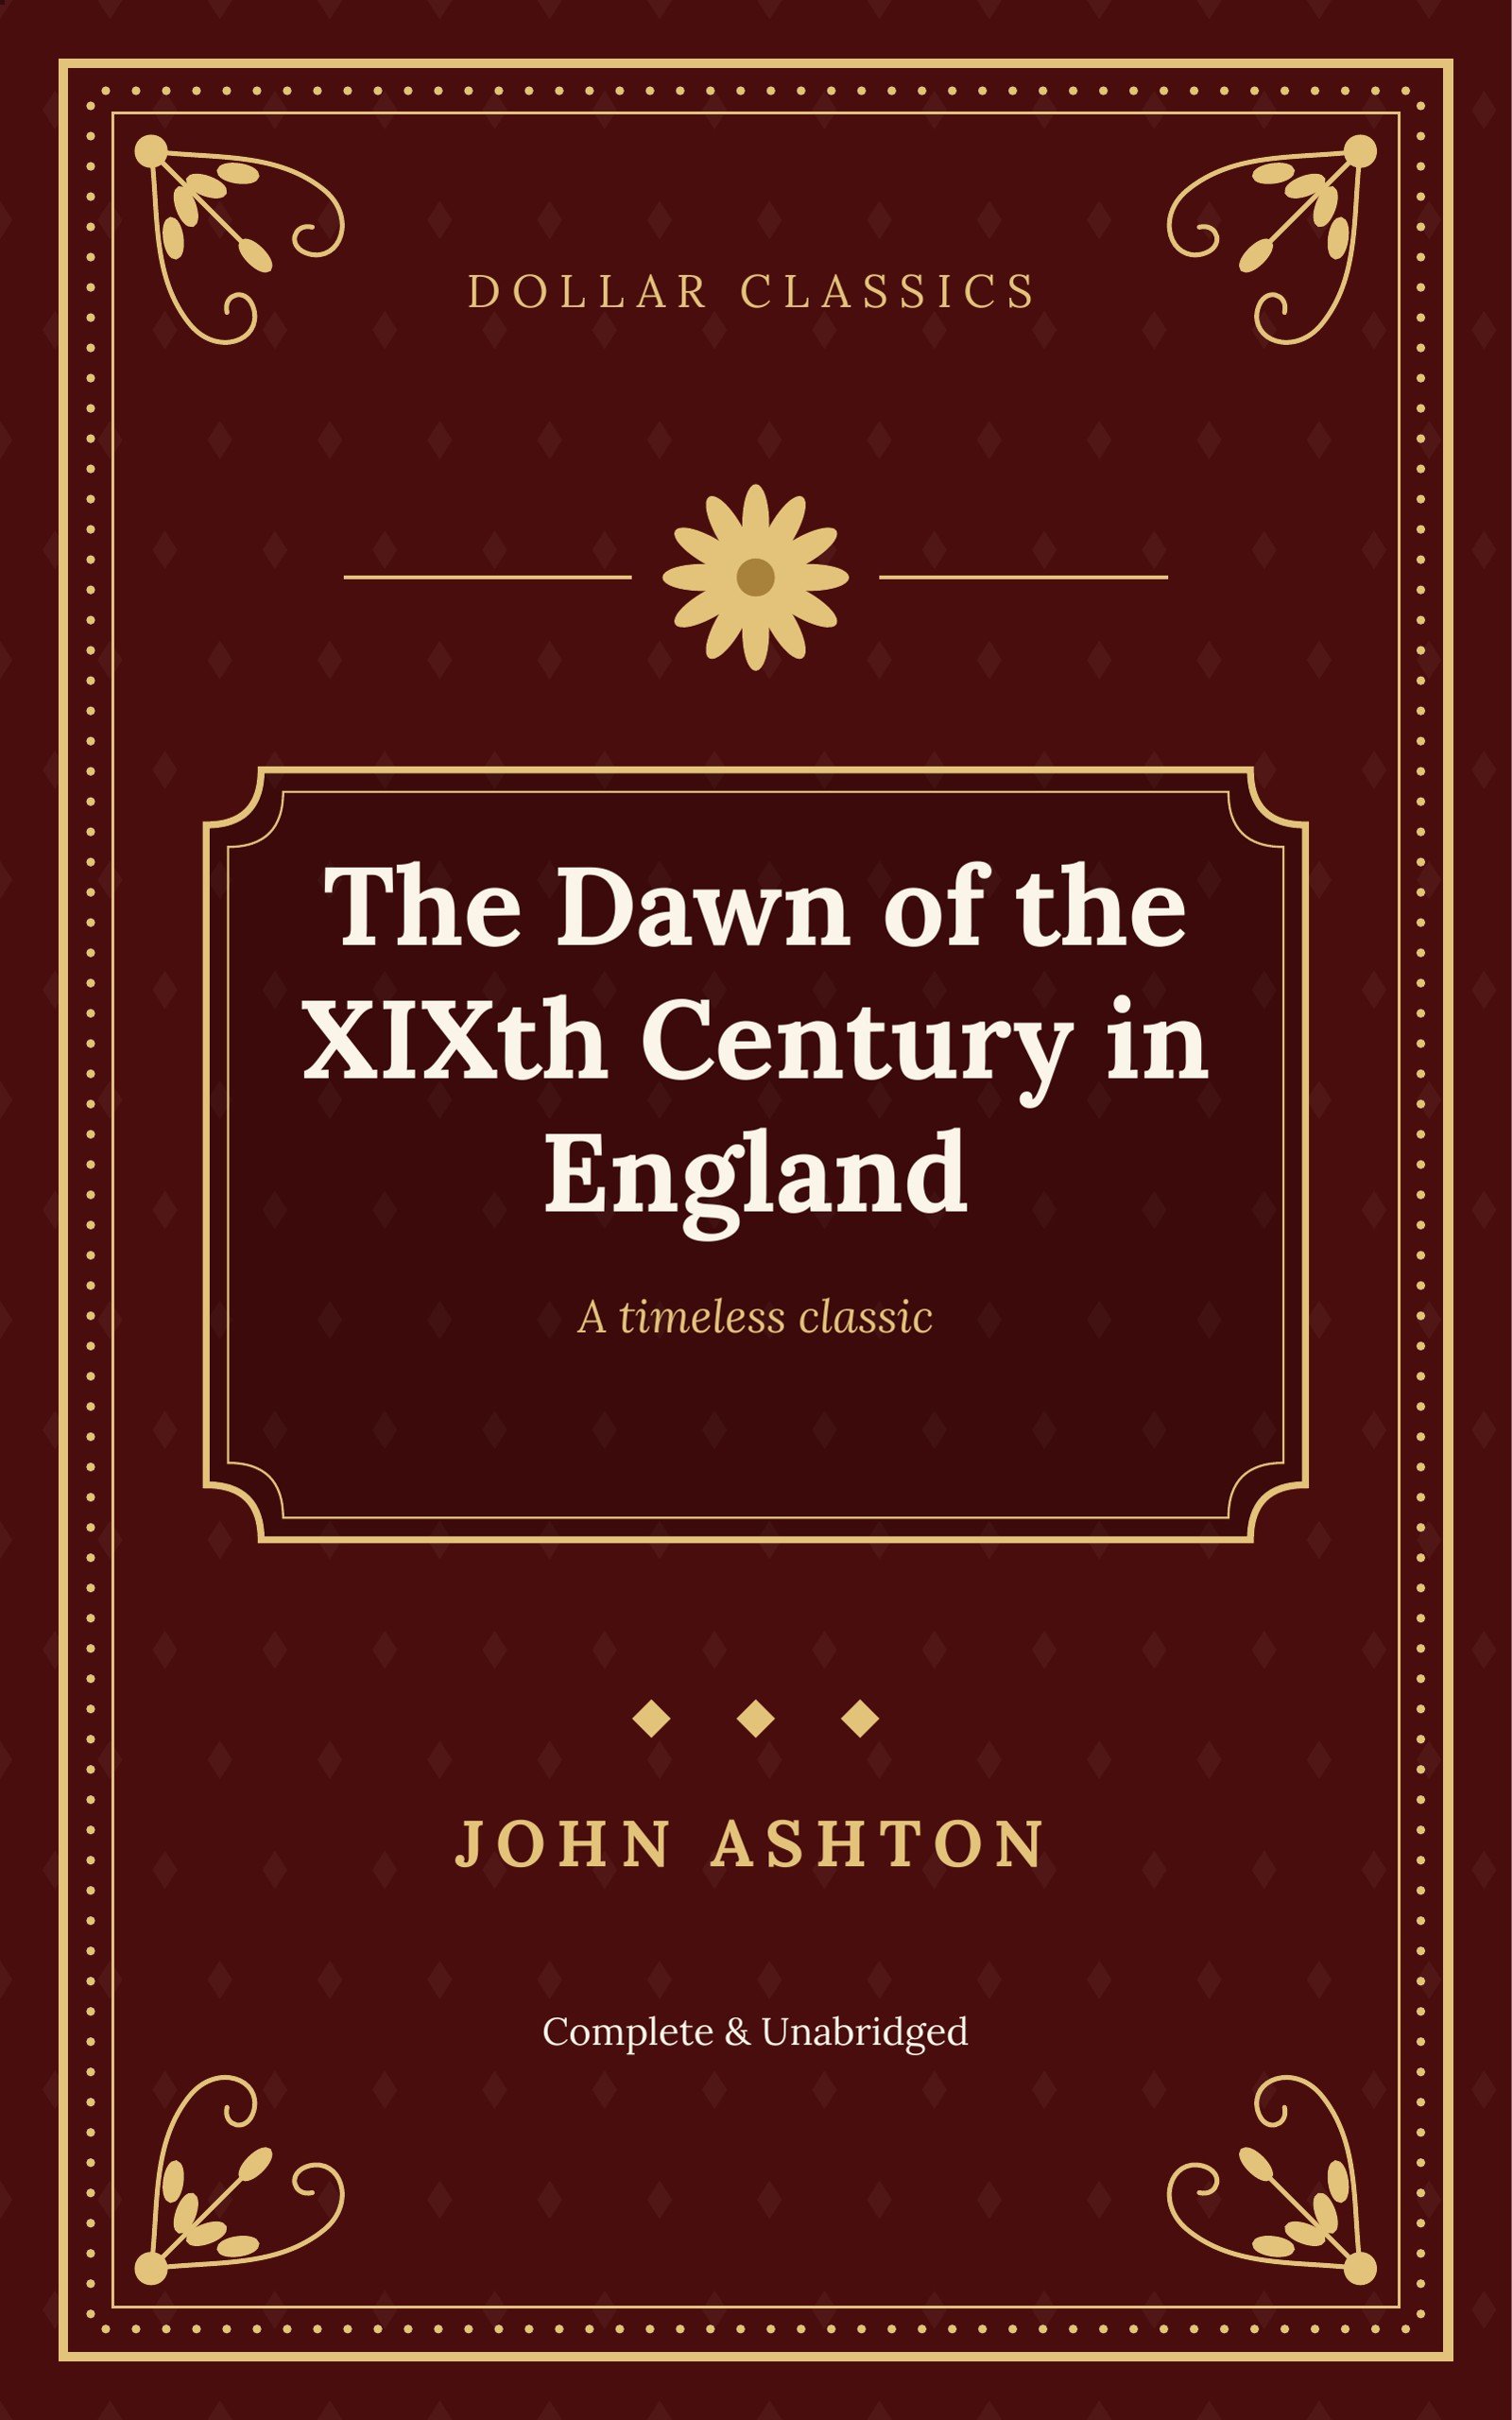 DOLLAR CLASSICS
The Dawn of the
XIXth Century in
England
A timeless classic
JOHN ASHTON
Complete & Unabridged